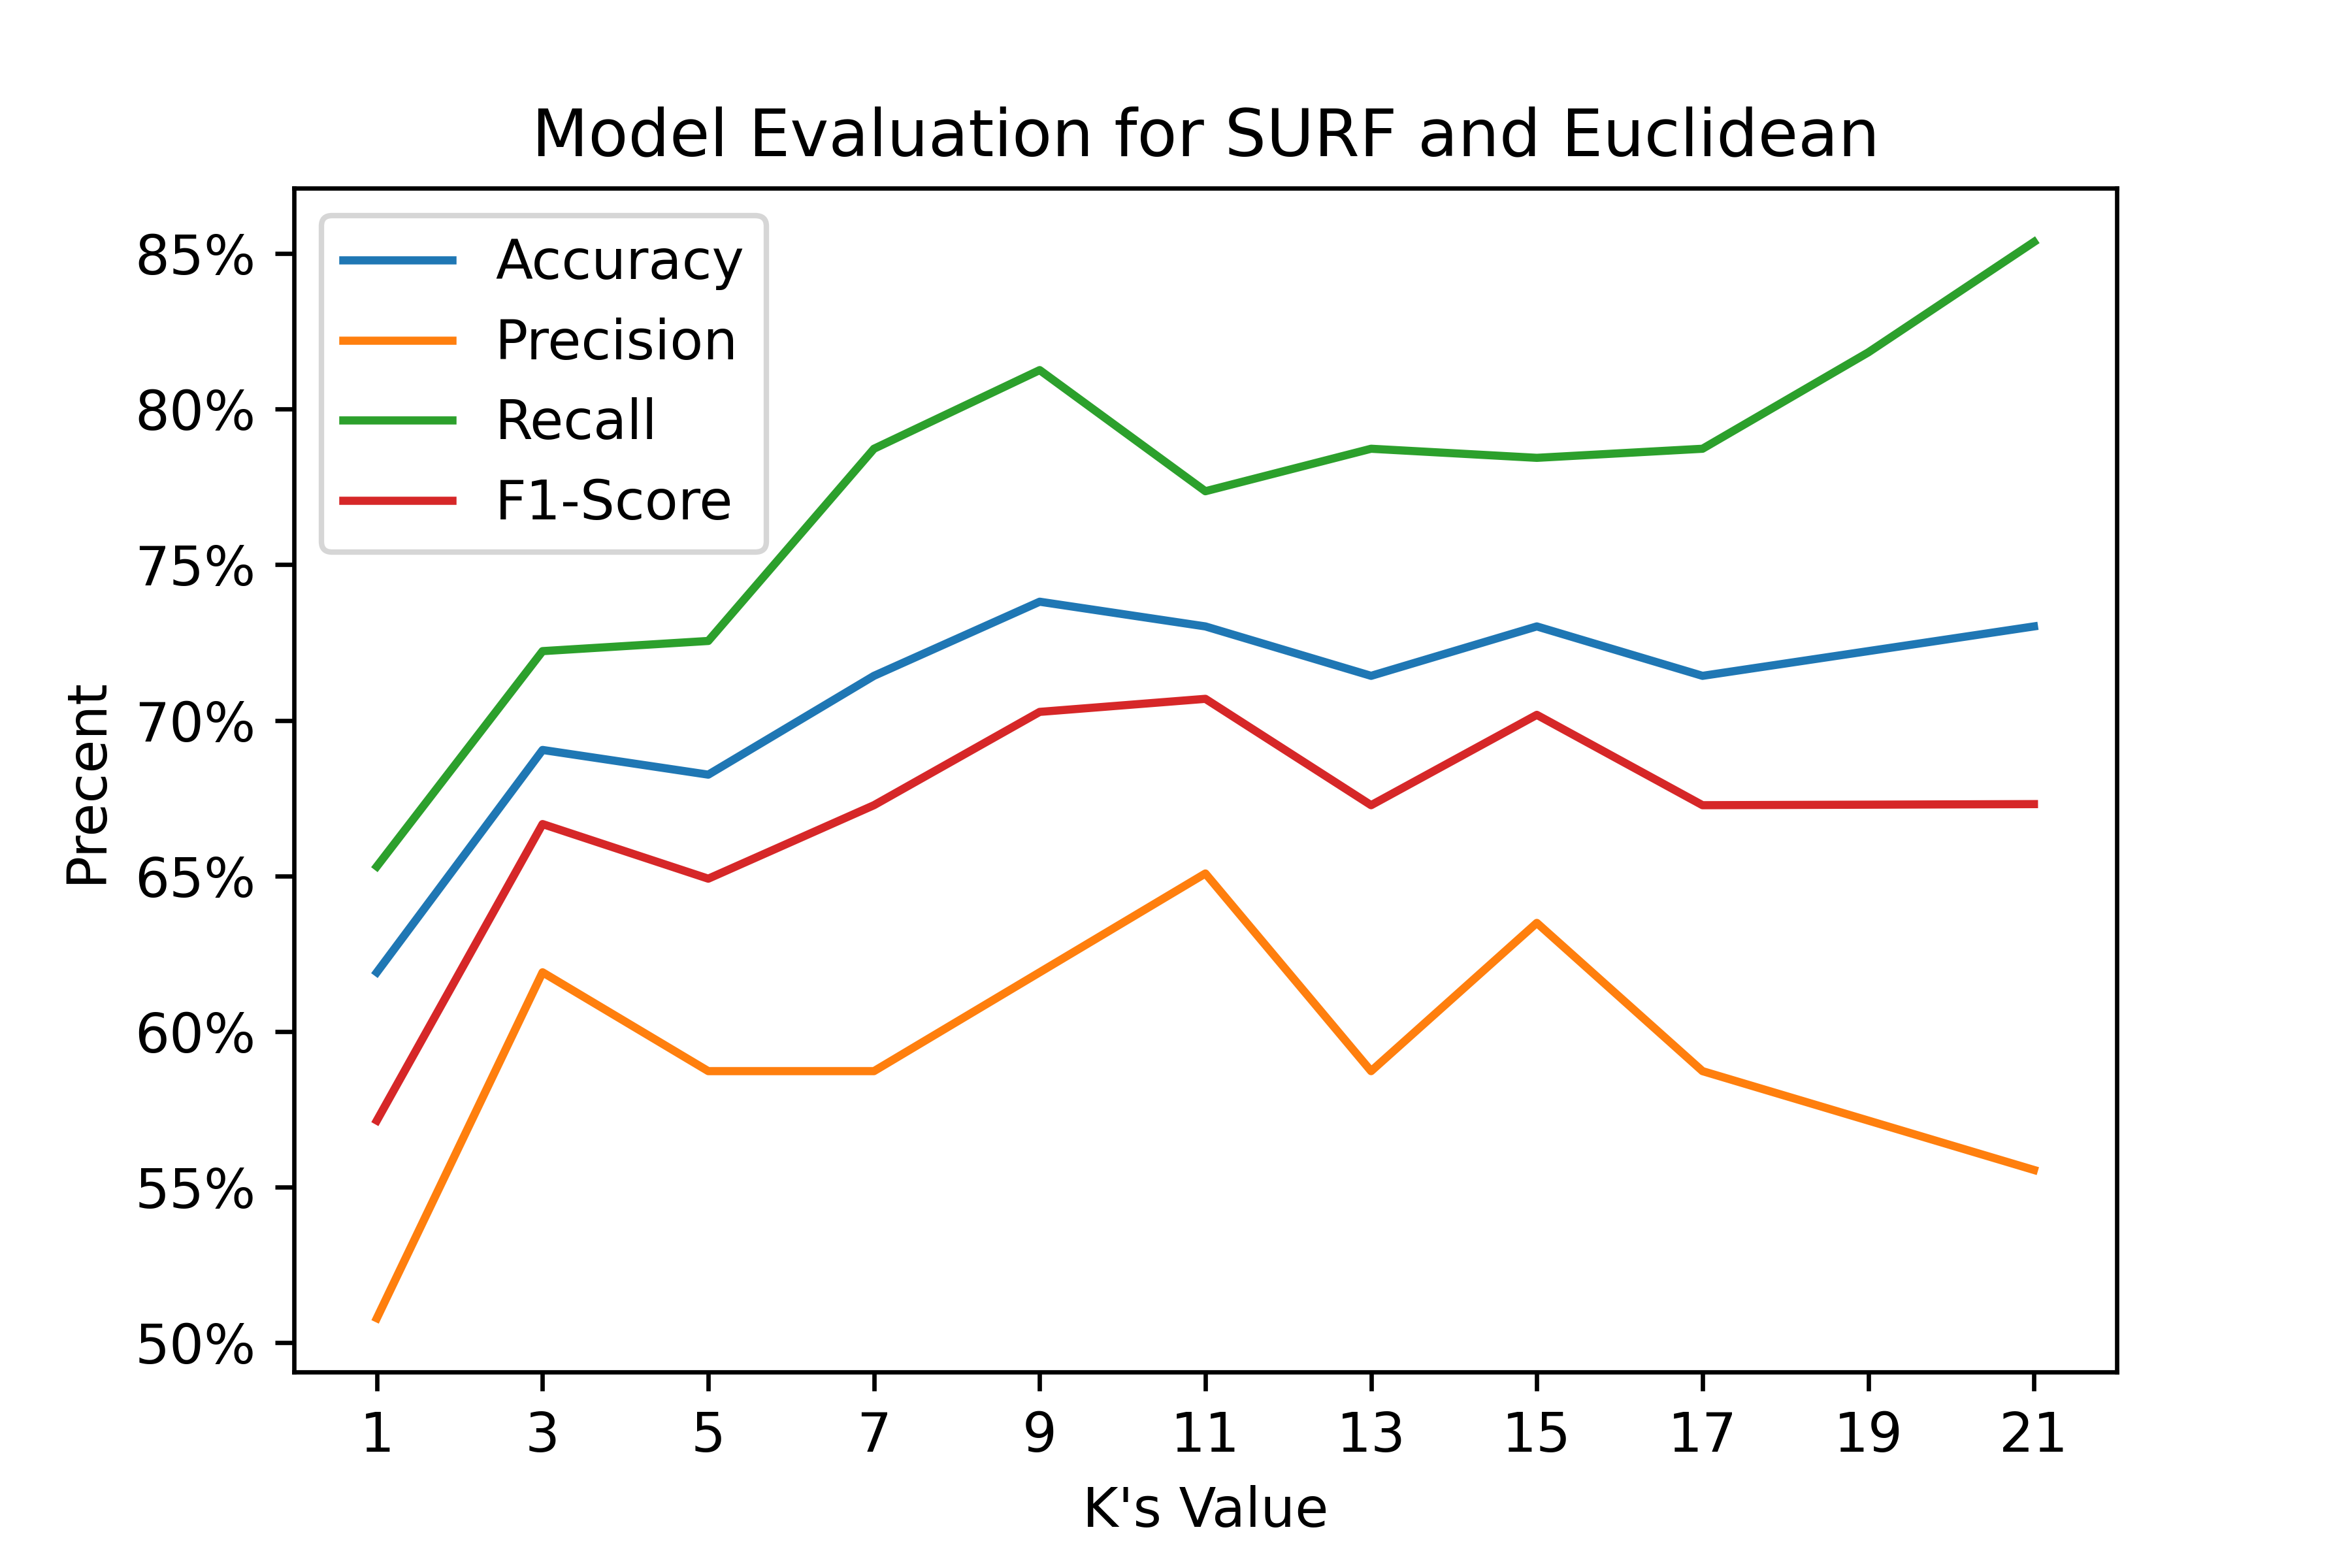 Model Evaluation for SURF and Euclidean
Accuracy
Precision
Recall
F1-Score
85%
80%
75%
70%
65%
60%
55%
50%
Precent
1 3 5 7 9 11 13 15 17 19 21
K's Value